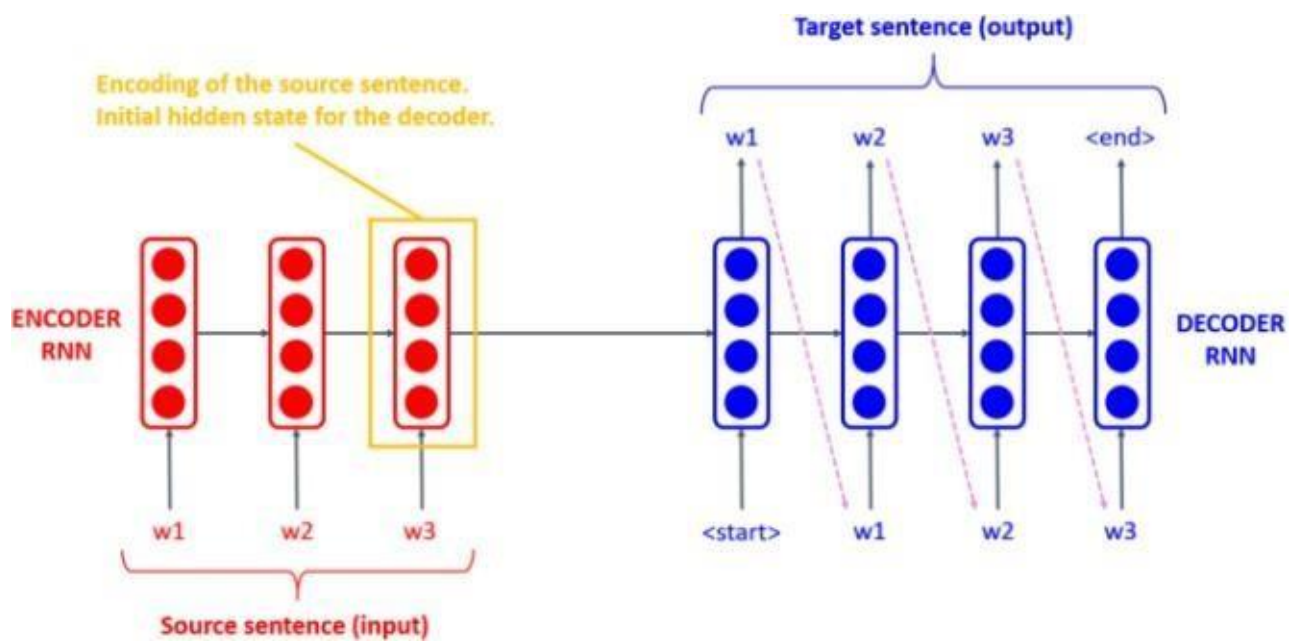 Target sentence (output)
Encoding of the source sentence.
Initial hidden state for the decoder.
w1 w2 w3 <end>
ENCODER
RNN
DECODER
RNN
w1 w2 w3
<start> w1 w2 w3
Source sentence (input)